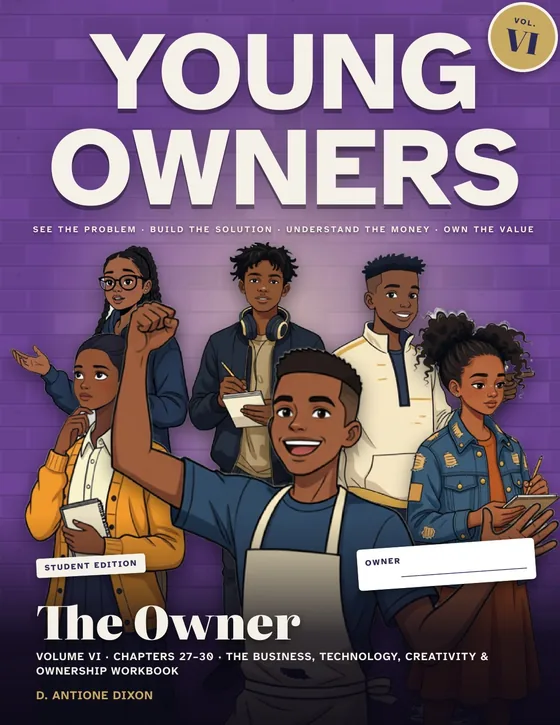 VOL.
VI
YOUNG
OWNERS
SEE THE PROBLEM · BUILD THE SOLUTION · UNDERSTAND THE MONEY · OWN THE VALUE
STUDENT EDITION
OWNER
The Owner
VOLUME VI · CHAPTERS 27–30 · THE BUSINESS, TECHNOLOGY, CREATIVITY &
OWNERSHIP WORKBOOK
D. ANTIONE DIXON